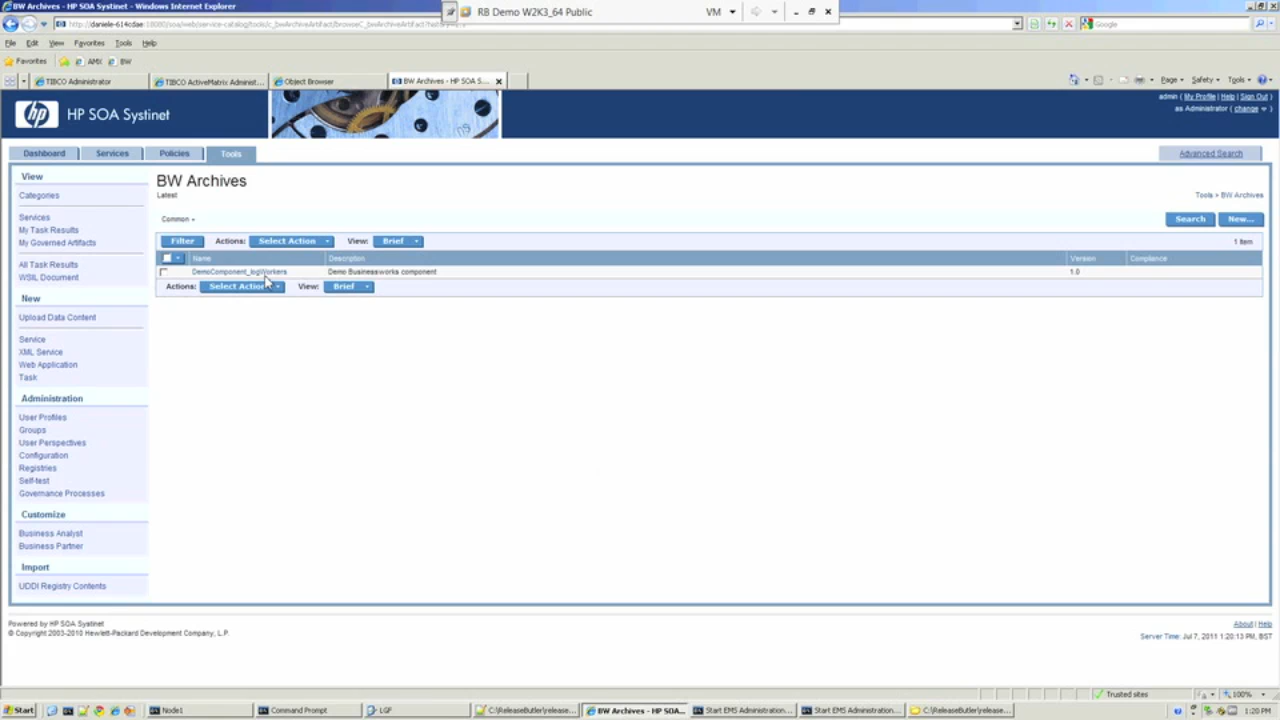 BW Archives - HP SOA Systinet - Windows Internet Explorer
RB Demo W2K3_64 Public
Google
File Edit View Favorites Tools Help
Favorites AMX BW
TIBCO Administrator
TIBCO ActiveMatrix Administ...
Object Browser
BW Archives - HP SOA S...
Page Safety Tools
hp HP SOA Systinet
admin ( My Profile | Help | Sign Out )
as Administrator ( change )
Dashboard Services Policies Tools
Advanced Search
View
Categories
Services
My Task Results
My Governed Artifacts
All Task Results
WSIL Document
New
Upload Data Content
Service
XML Service
Web Application
Task
Administration
User Profiles
Groups
User Perspectives
Configuration
Registries
Self-test
Governance Processes
Customize
Business Analyst
Business Partner
Import
UDDI Registry Contents
BW Archives
Latest
Tools > BW Archives
Common
Search New...
Filter Actions: Select Action View: Brief
1 Item
Name Description Version Compliance
DemoComponent_logWorkers Demo Businessworks component 1.0
Actions: Select Action View: Brief
Powered by HP SOA Systinet
© Copyright 2003-2010 Hewlett-Packard Development Company, L.P.
About | Help
Server Time: Jul 7, 2011 1:20:13 PM, BST
Trusted sites
100%
Start
Node1
Command Prompt
LGF
C:\ReleaseButler\release...
BW Archives - HP SOA...
Start EMS Administration...
Start EMS Administration...
C:\ReleaseButler\release...
1:20 PM